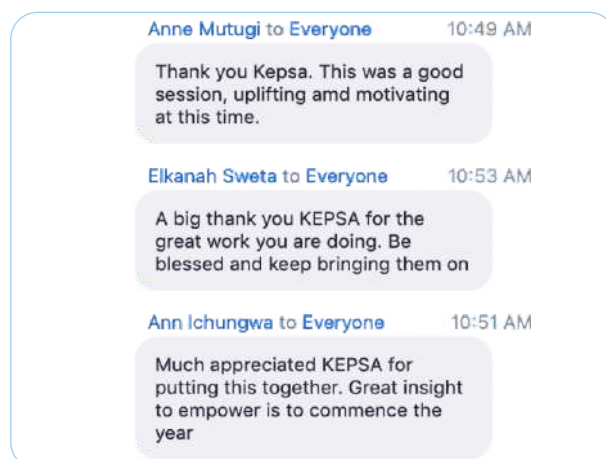 Anne Mutugi to Everyone 10:49 AM
Thank you Kepsa. This was a good
session, uplifting amd motivating
at this time.
Elkanah Sweta to Everyone 10:53 AM
A big thank you KEPSA for the
great work you are doing. Be
blessed and keep bringing them on
Ann Ichungwa to Everyone 10:51 AM
Much appreciated KEPSA for
putting this together. Great insight
to empower is to commence the
year